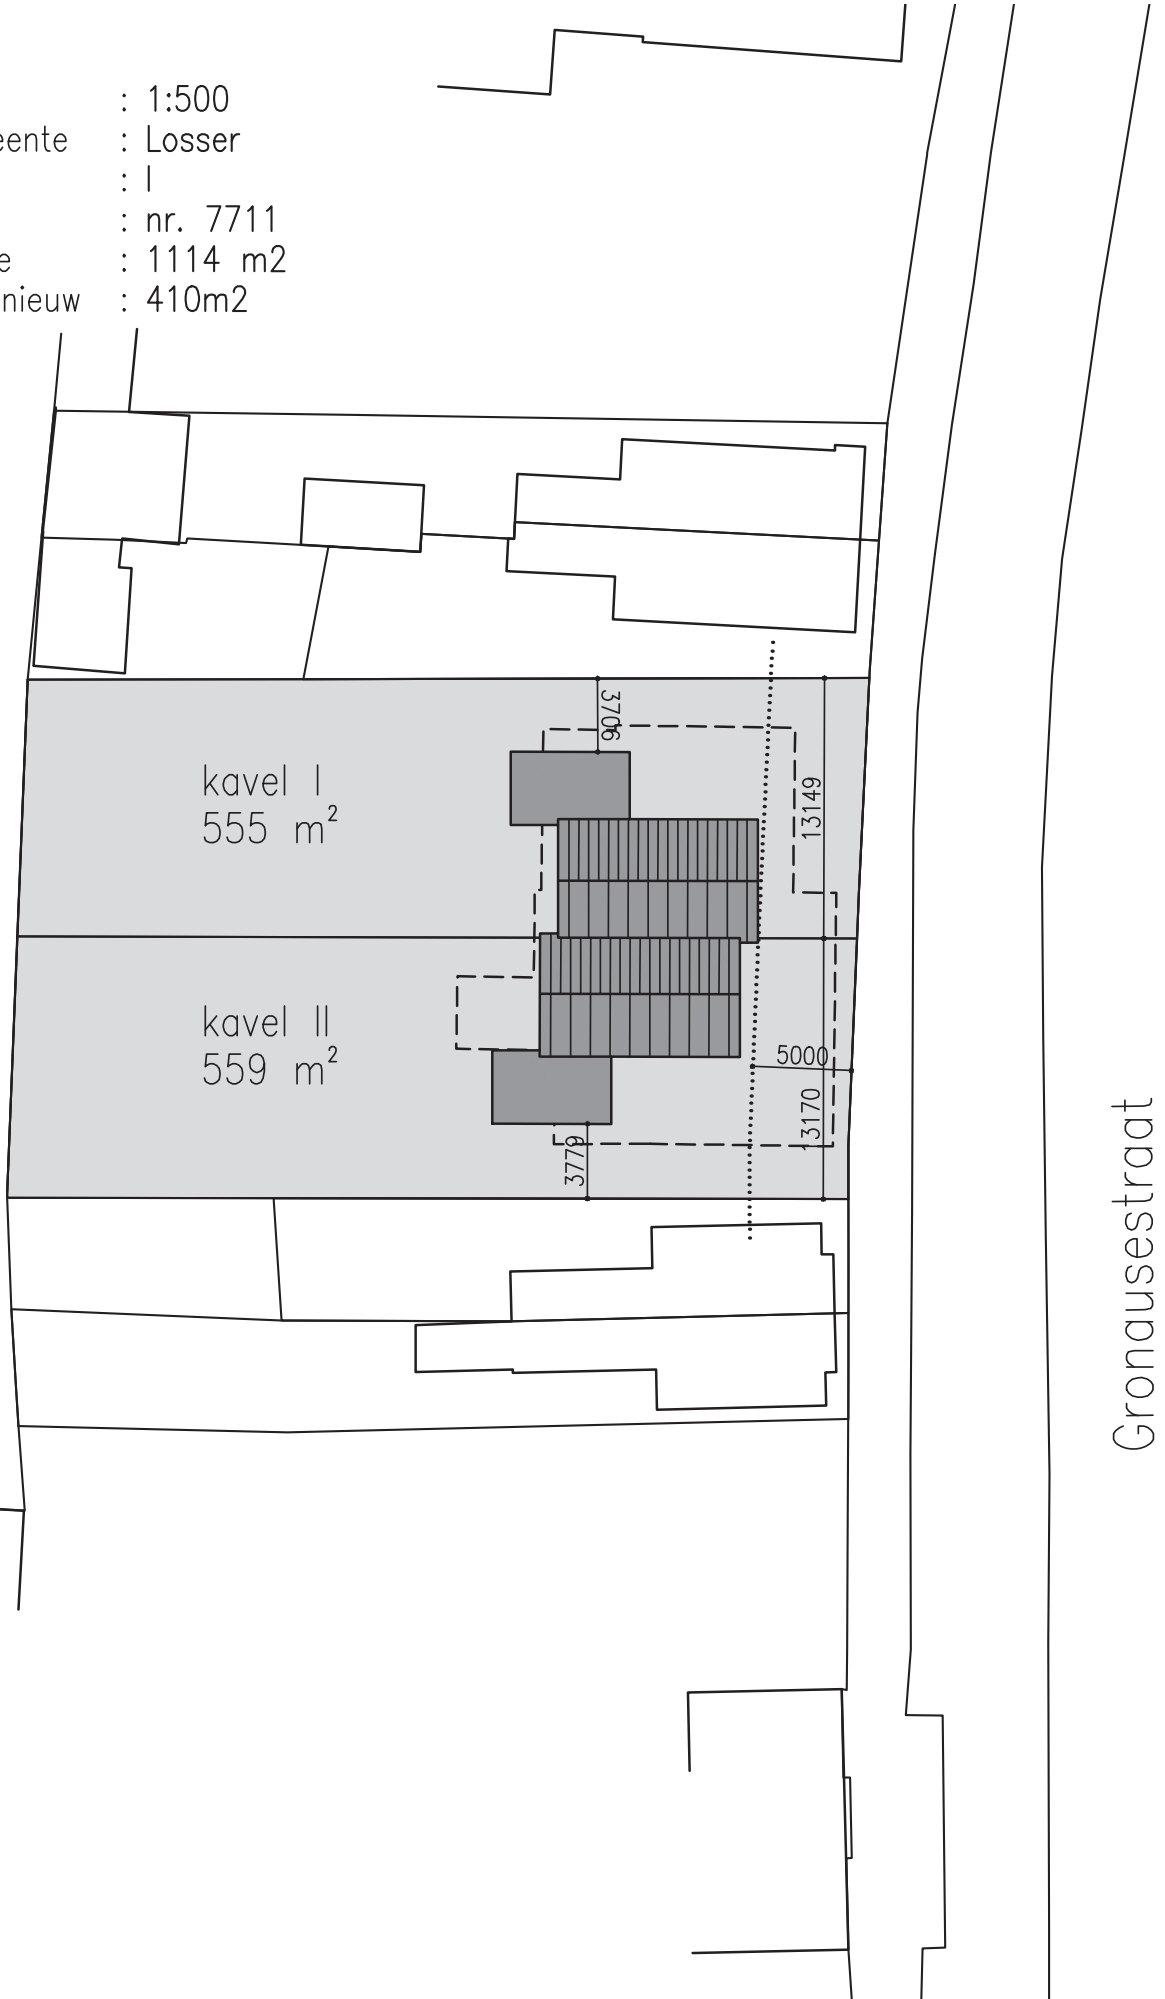 : 1:500
eente : Losser
: I
: nr. 7711
e : 1114 m2
nieuw : 410m2
3706
kavel I
555 m²
13149
kavel II
559 m²
5000
13170
3779
Gronausestraat